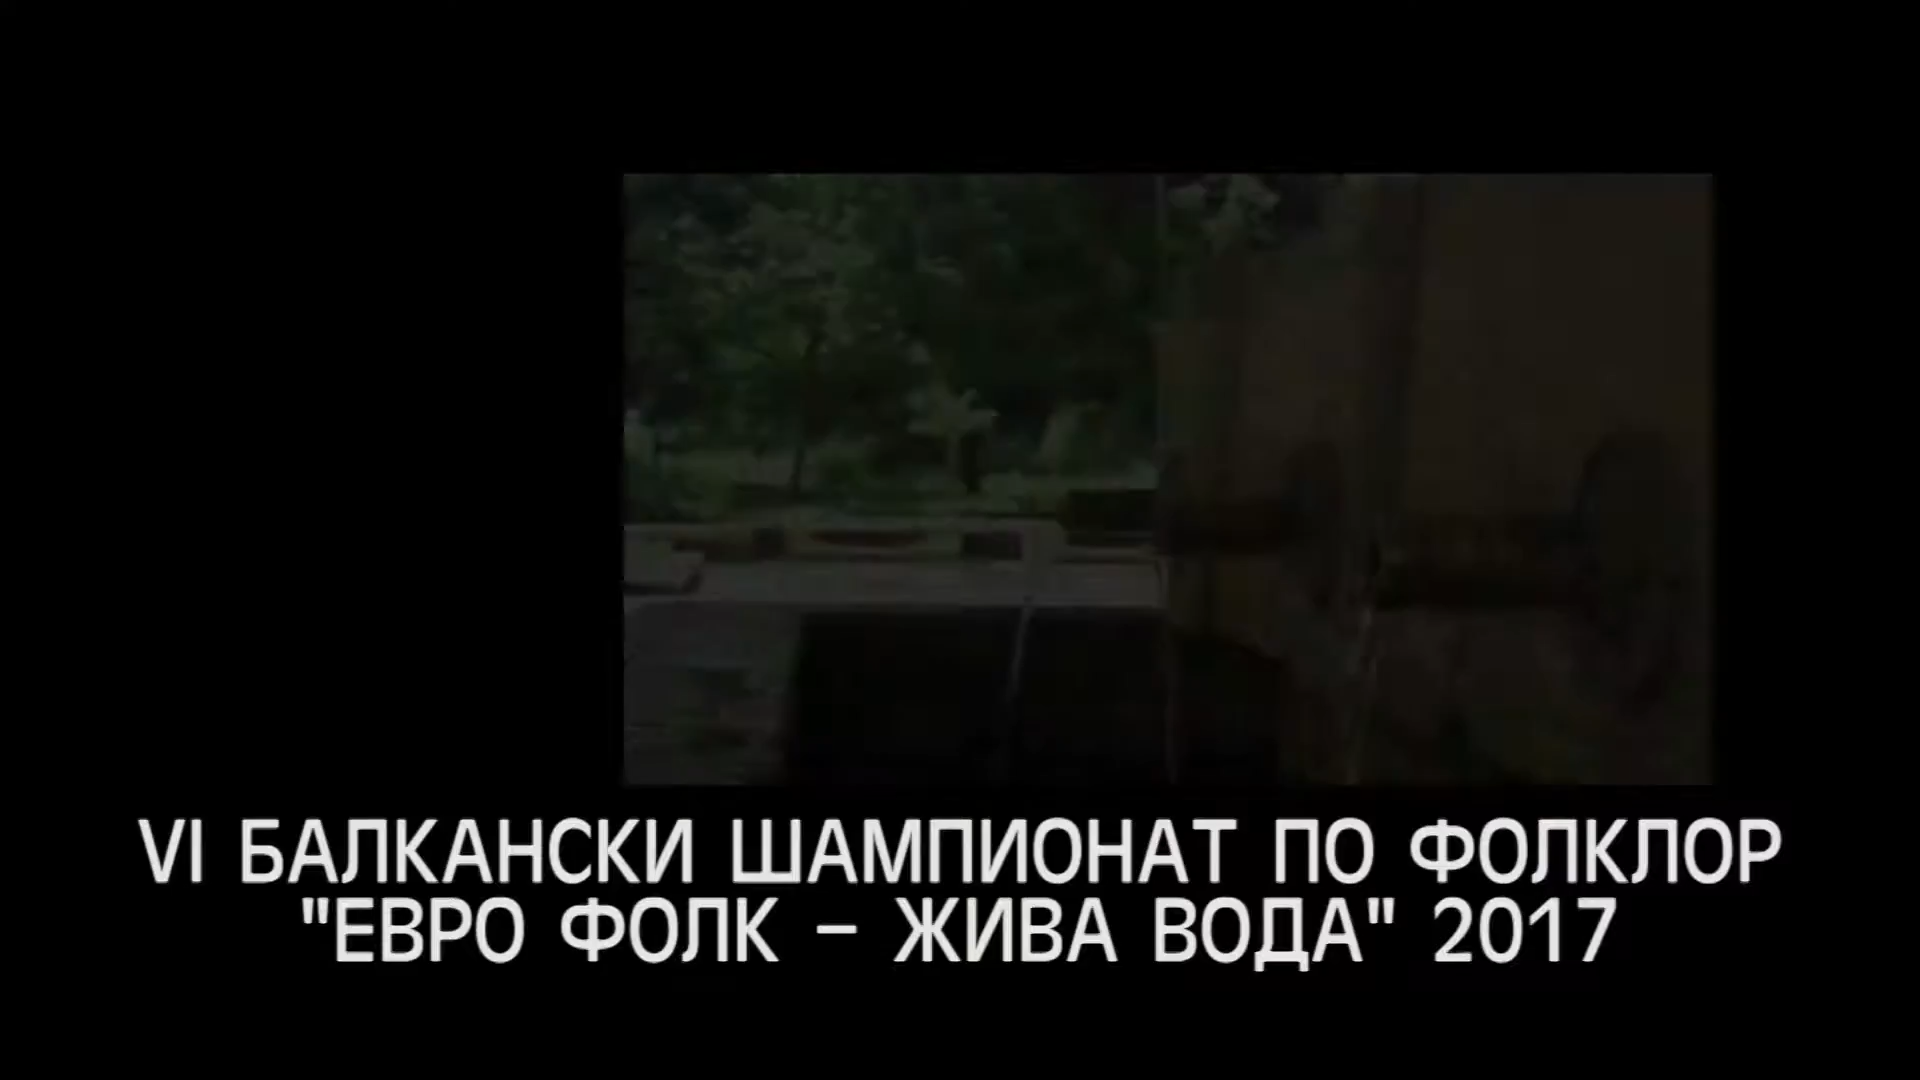 VI БАЛКАНСКИ ШАМПИОНАТ ПО ФОЛКЛОР
"ЕВРО ФОЛК – ЖИВА ВОДА" 2017